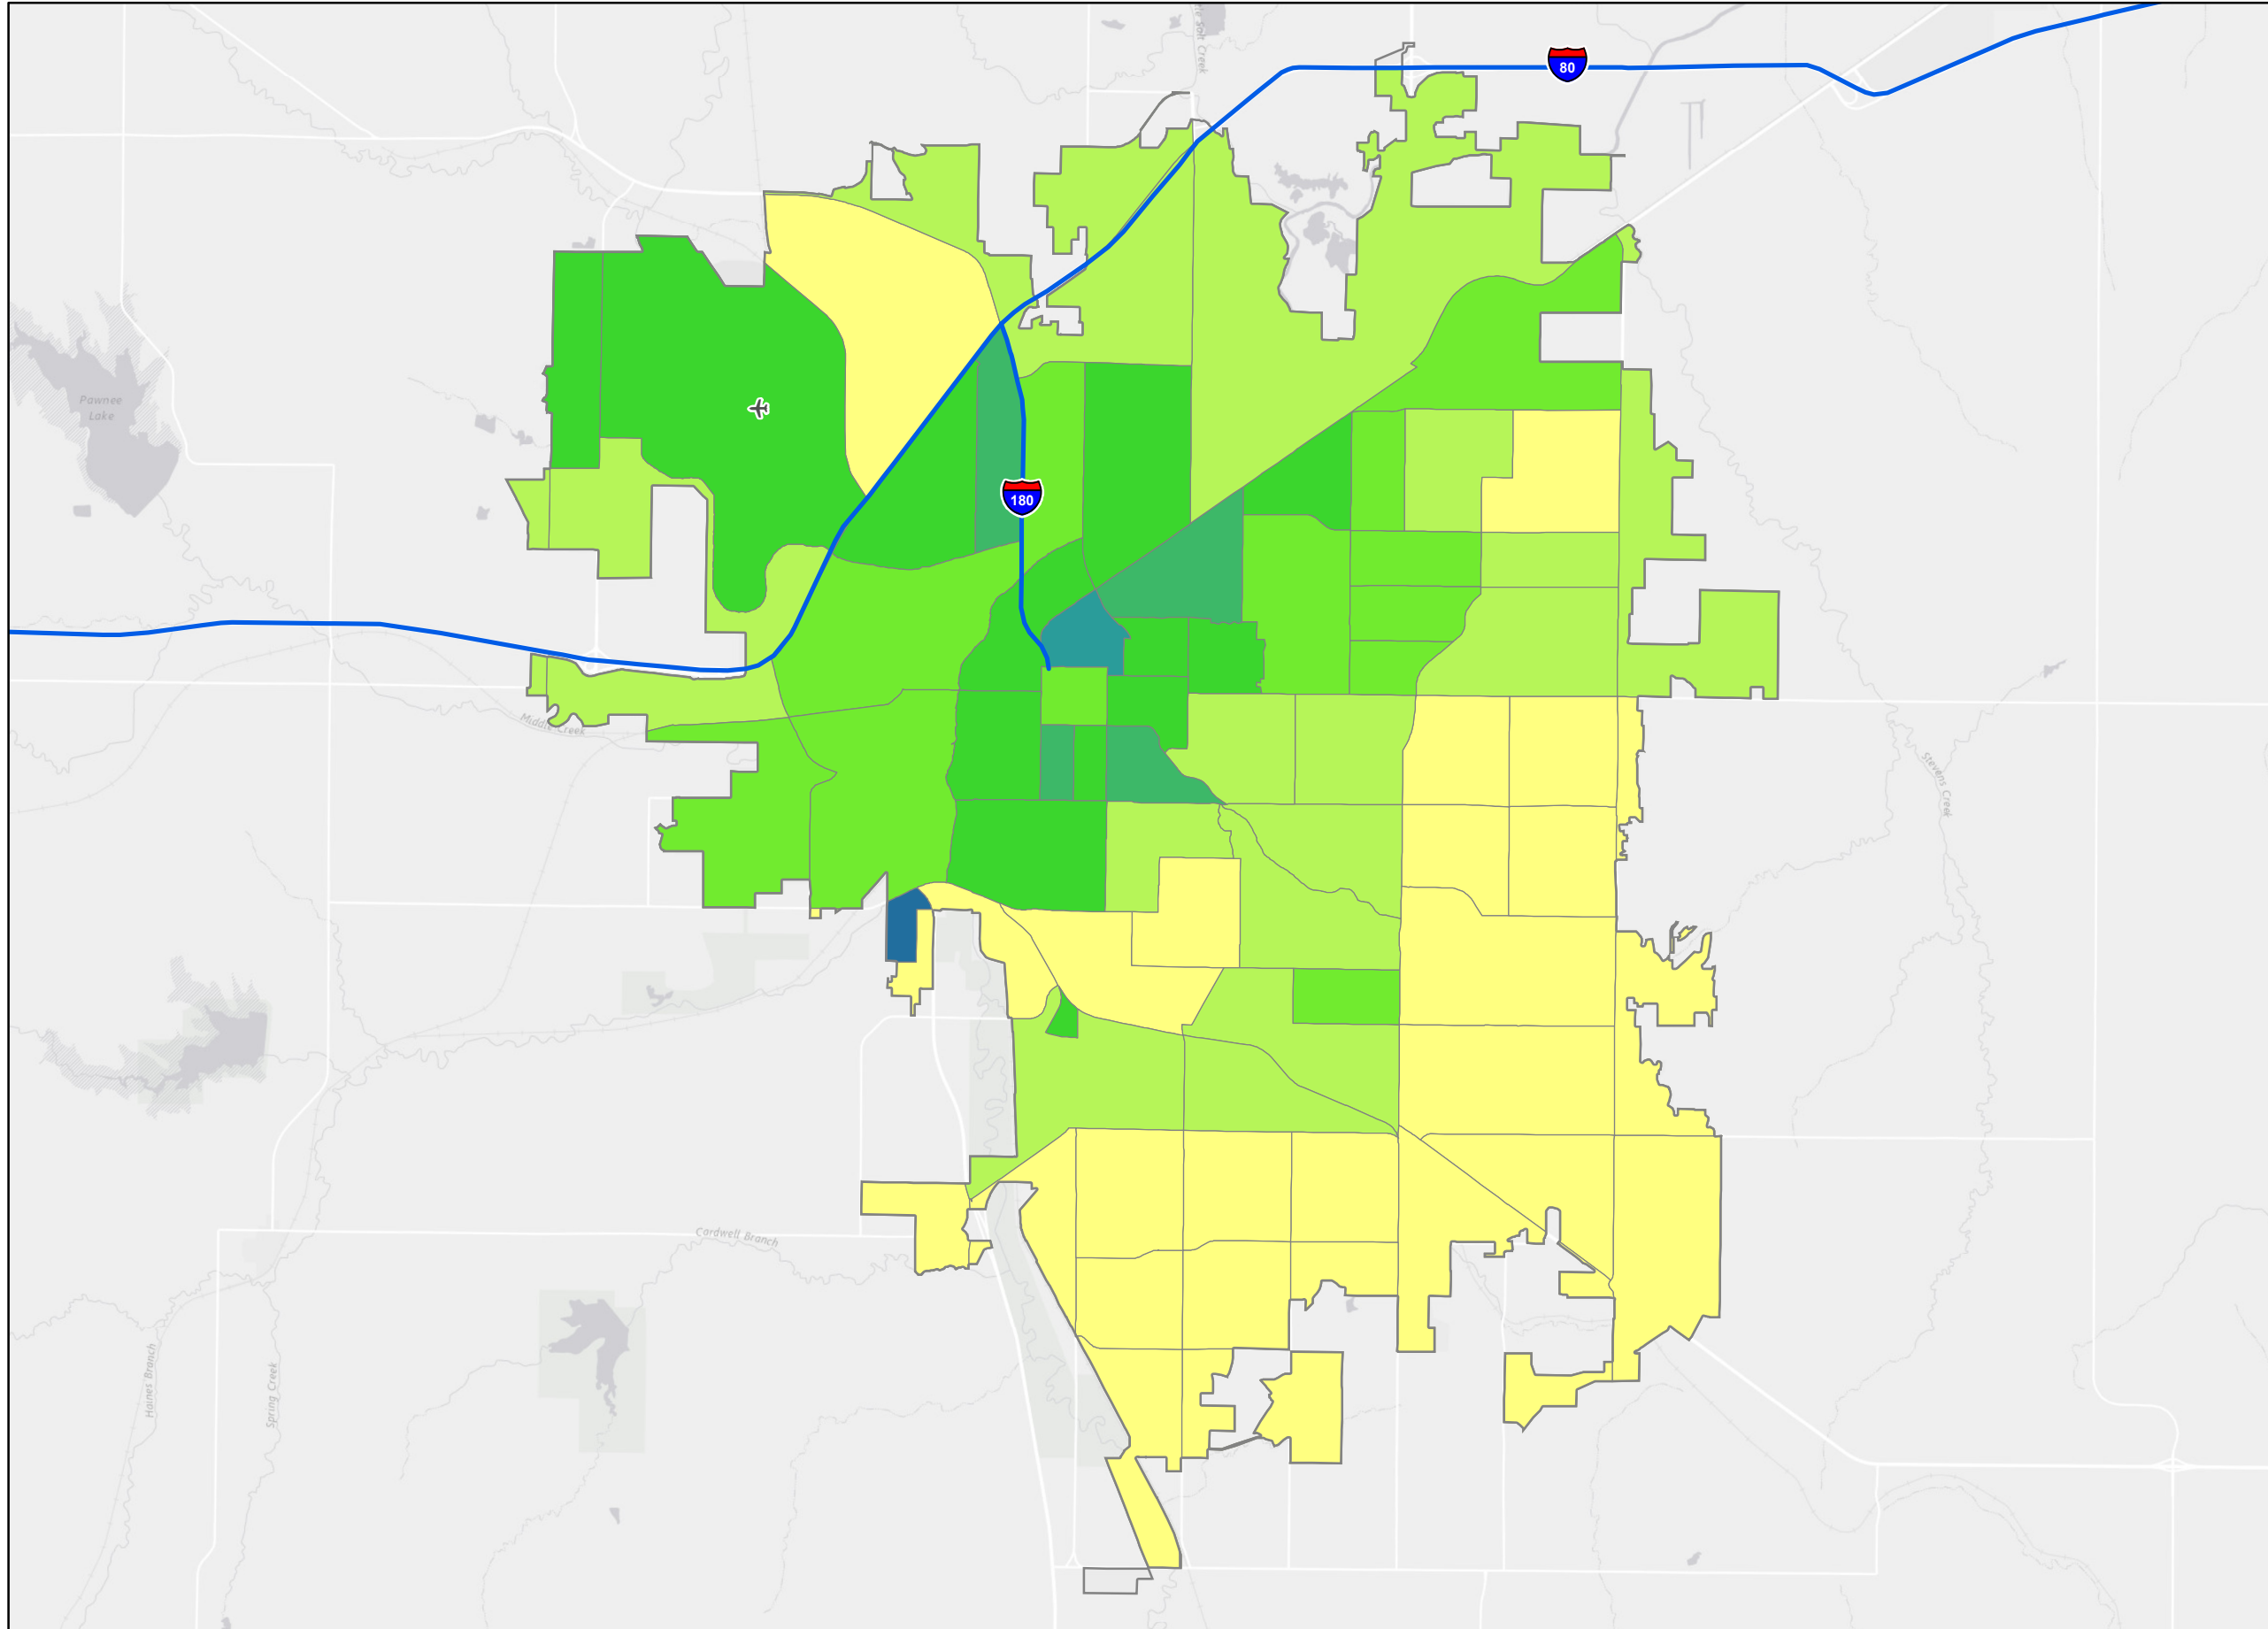 80
Pawnee
Lake
180
Middle Creek
Stevens Creek
Cardwell Branch
Haines Branch
Spring Creek